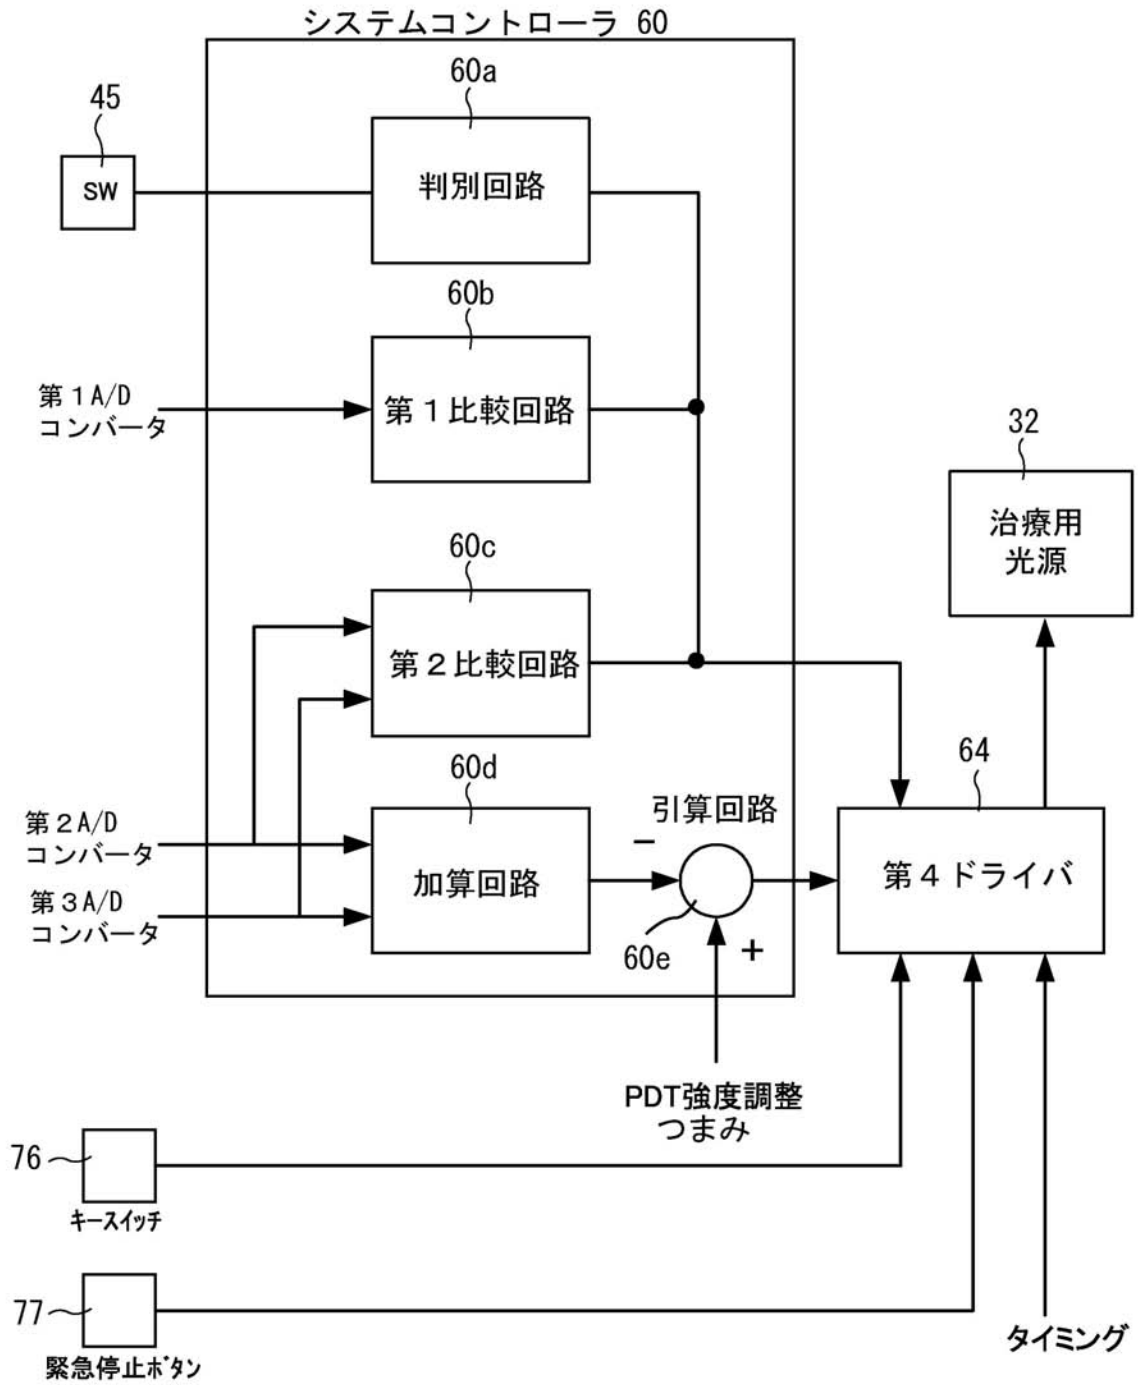 システムコントローラ 60
60a
45
SW
判別回路
60b
第１A/D
コンバータ
第１比較回路
32
治療用
光源
60c
第２比較回路
60d
64
引算回路
第２A/D
コンバータ
−
加算回路
第４ドライバ
第３A/D
コンバータ
60e
+
PDT強度調整
つまみ
76
キースイッチ
77
緊急停止ボタン
タイミング